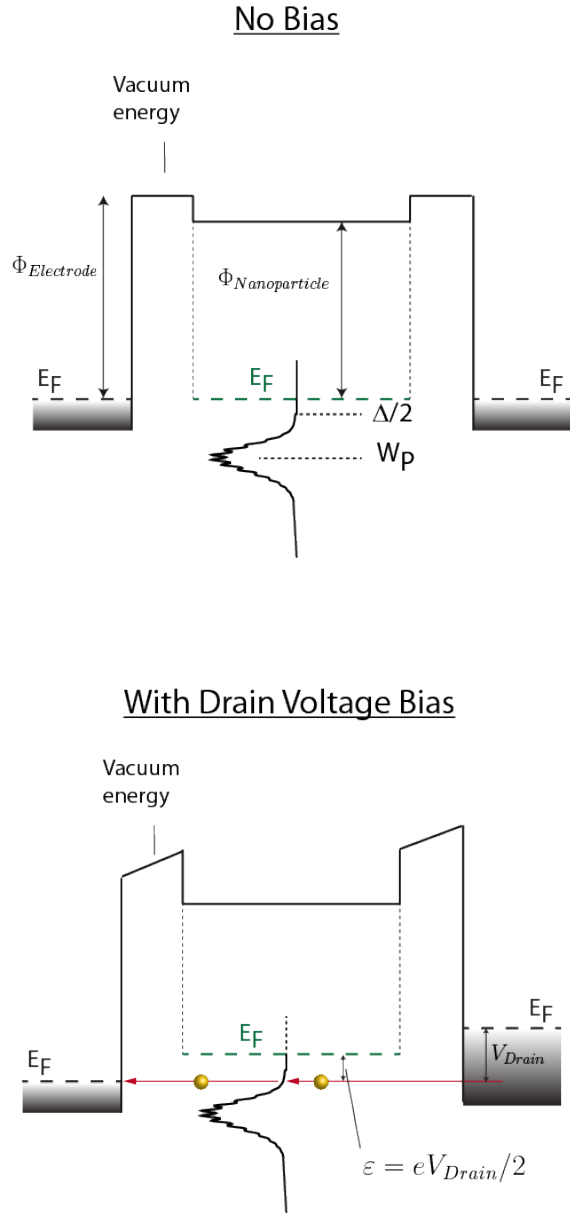 No Bias
Vacuum
energy
Φ_Electrode
Φ_Nanoparticle
E_F
E_F
E_F
Δ/2
W_P
With Drain Voltage Bias
Vacuum
energy
E_F
E_F
E_F
V_Drain
ε = eV_Drain/2